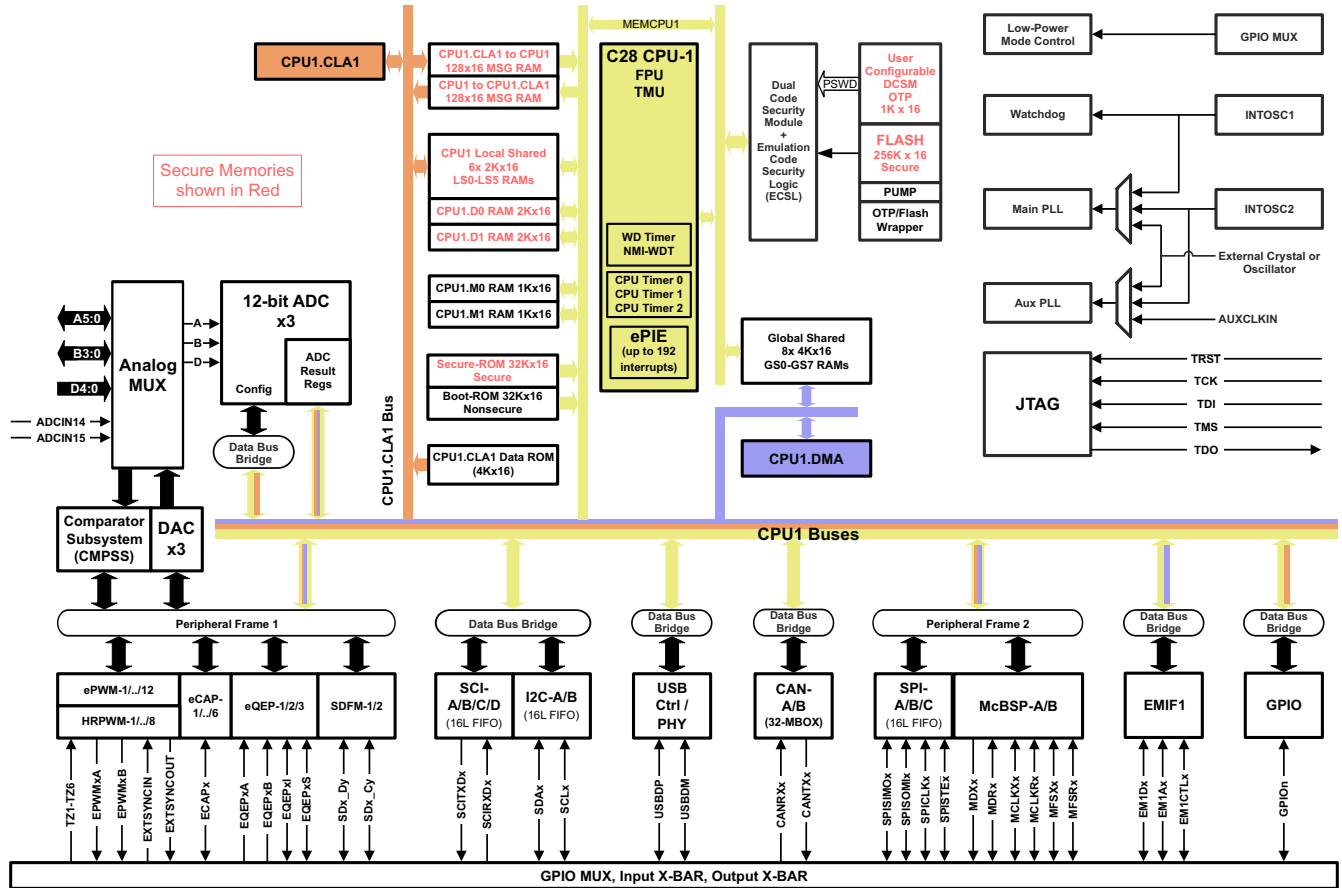 MEMCPU1
CPU1.CLA1
CPU1.CLA1 to CPU1
128x16 MSG RAM
CPU1 to CPU1.CLA1
128x16 MSG RAM
CPU1 Local Shared
6x 2Kx16
LS0-LS5 RAMs
CPU1.D0 RAM 2Kx16
CPU1.D1 RAM 2Kx16
CPU1.M0 RAM 1Kx16
CPU1.M1 RAM 1Kx16
Secure-ROM 32Kx16
Secure
Boot-ROM 32Kx16
Nonsecure
CPU1.CLA1 Data ROM
(4Kx16)
CPU1.CLA1 Bus
Secure Memories
shown in Red
C28 CPU-1
FPU
TMU
WD Timer
NMI-WDT
CPU Timer 0
CPU Timer 1
CPU Timer 2
ePIE
(up to 192
interrupts)
Dual
Code
Security
Module
+
Emulation
Code
Security
Logic
(ECSL)
PSWD
User
Configurable
DCSM
OTP
1K x 16
FLASH
256K x 16
Secure
PUMP
OTP/Flash
Wrapper
Global Shared
8x 4Kx16
GS0-GS7 RAMs
CPU1.DMA
Low-Power
Mode Control
GPIO MUX
Watchdog
INTOSC1
Main PLL
INTOSC2
External Crystal or
Oscillator
Aux PLL
AUXCLKIN
JTAG
TRST
TCK
TDI
TMS
TDO
A5:0
B3:0
D4:0
ADCIN14
ADCIN15
Analog
MUX
A
B
D
12-bit ADC
x3
ADC
Result
Regs
Config
Data Bus
Bridge
Comparator
Subsystem
(CMPSS)
DAC
x3
CPU1 Buses
Peripheral Frame 1
Data Bus Bridge
Data Bus
Bridge
Data Bus
Bridge
Peripheral Frame 2
Data Bus
Bridge
Data Bus
Bridge
ePWM-1/../12
HRPWM-1/../8
eCAP-
1/../6
eQEP-1/2/3
SDFM-1/2
SCI-
A/B/C/D
(16L FIFO)
I2C-A/B
(16L FIFO)
USB
Ctrl /
PHY
CAN-
A/B
(32-MBOX)
SPI-
A/B/C
(16L FIFO)
McBSP-A/B
EMIF1
GPIO
TZ1-TZ6
EPWMxA
EPWMxB
EXTSYNCIN
EXTSYNCOUT
ECAPx
EQEPxA
EQEPxB
EQEPxI
EQEPxS
SDx_Dy
SDx_Cy
SCITXDx
SCIRXDx
SDAx
SCLx
USBDP
USBDM
CANRXx
CANTXx
SPISIMOx
SPISOMIx
SPICLKx
SPISTEx
MDXx
MDRx
MCLKXx
MCLKRx
MFSXx
MFSRx
EM1Dx
EM1Ax
EM1CTLx
GPIOn
GPIO MUX, Input X-BAR, Output X-BAR